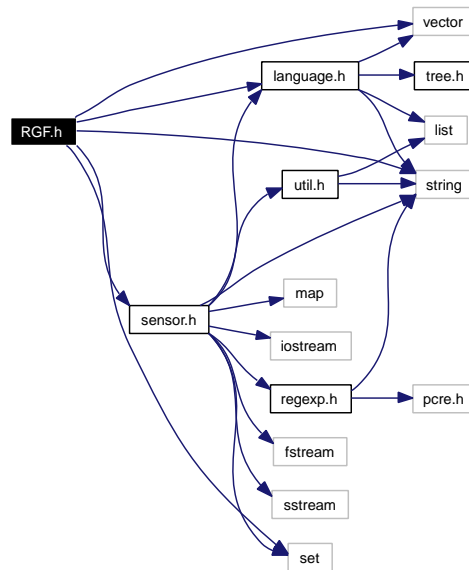 vector
language.h
tree.h
RGF.h
list
util.h
string
map
sensor.h
iostream
regexp.h
pcre.h
fstream
sstream
set